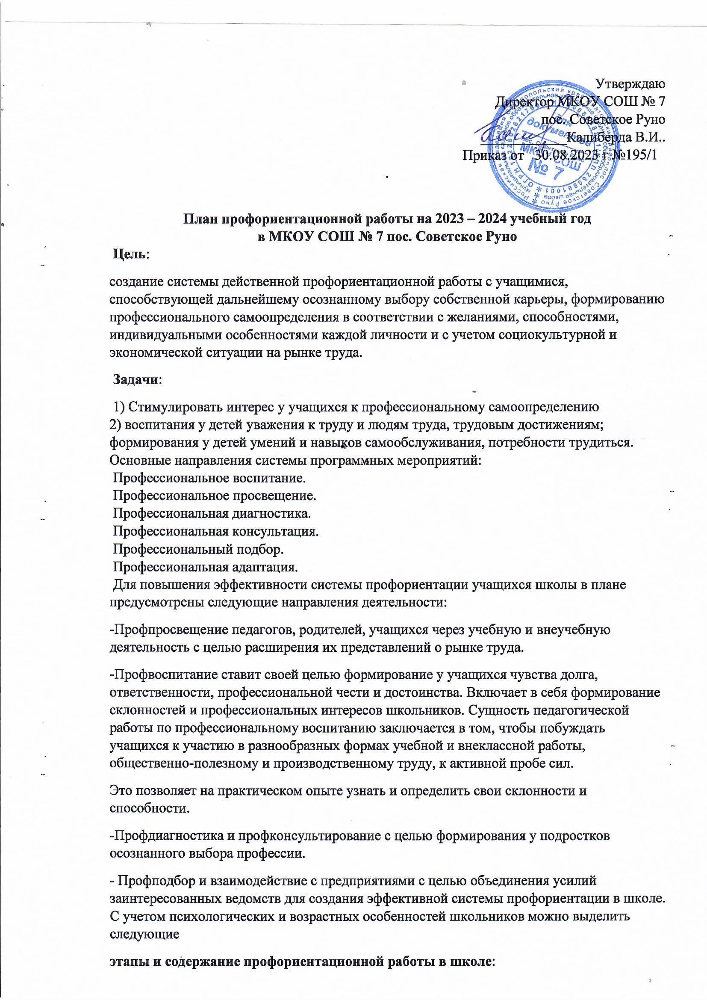 Утверждаю
Директор МКОУ СОШ № 7
пос. Советское Руно
Калиберда В.И..
Приказ от 30.08.2023 г №195/1
для
документов
МКОУ СОШ
№ 7
План профориентационной работы на 2023 – 2024 учебный год
в МКОУ СОШ № 7 пос. Советское Руно
Цель:
создание системы действенной профориентационной работы с учащимися,
способствующей дальнейшему осознанному выбору собственной карьеры, формированию
профессионального самоопределения в соответствии с желаниями, способностями,
индивидуальными особенностями каждой личности и с учетом социокультурной и
экономической ситуации на рынке труда.
Задачи:
1) Стимулировать интерес у учащихся к профессиональному самоопределению
2) воспитания у детей уважения к труду и людям труда, трудовым достижениям;
формирования у детей умений и навыков самообслуживания, потребности трудиться.
Основные направления системы программных мероприятий:
Профессиональное воспитание.
Профессиональное просвещение.
Профессиональная диагностика.
Профессиональная консультация.
Профессиональный подбор.
Профессиональная адаптация.
Для повышения эффективности системы профориентации учащихся школы в плане
предусмотрены следующие направления деятельности:
-Профпросвещение педагогов, родителей, учащихся через учебную и внеучебную
деятельность с целью расширения их представлений о рынке труда.
-Профвоспитание ставит своей целью формирование у учащихся чувства долга,
ответственности, профессиональной чести и достоинства. Включает в себя формирование
склонностей и профессиональных интересов школьников. Сущность педагогической
работы по профессиональному воспитанию заключается в том, чтобы побуждать
учащихся к участию в разнообразных формах учебной и внеклассной работы,
общественно-полезному и производственному труду, к активной пробе сил.
Это позволяет на практическом опыте узнать и определить свои склонности и
способности.
-Профдиагностика и профконсультирование с целью формирования у подростков
осознанного выбора профессии.
- Профподбор и взаимодействие с предприятиями с целью объединения усилий
заинтересованных ведомств для создания эффективной системы профориентации в школе.
С учетом психологических и возрастных особенностей школьников можно выделить
следующие
этапы и содержание профориентационной работы в школе: